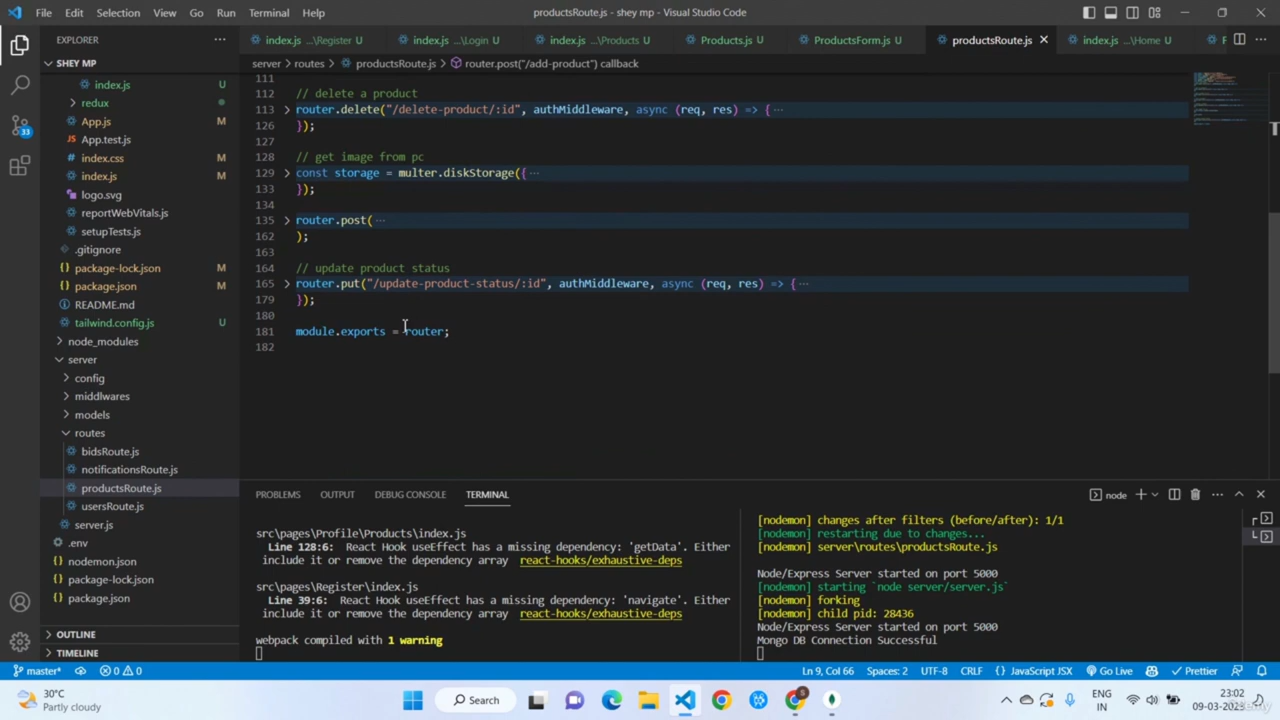 File Edit Selection View Go Run Terminal Help
productsRoute.js - shey mp - Visual Studio Code
EXPLORER
index.js ...\Register U
index.js ...\Login U
index.js ...\Products U
Products.js U
ProductsForm.js U
productsRoute.js
index.js ...\Home U
SHEY MP
server > routes > productsRoute.js > router.post("/add-product") callback
index.js U
redux
App.js M
App.test.js
index.css M
index.js M
logo.svg
reportWebVitals.js
setupTests.js
.gitignore
package-lock.json M
package.json M
README.md
tailwind.config.js U
node_modules
server
config
middlwares
models
routes
bidsRoute.js
notificationsRoute.js
productsRoute.js
usersRoute.js
server.js
.env
nodemon.json
package-lock.json
package.json
OUTLINE
TIMELINE
111
112 // delete a product
113 router.delete("/delete-product/:id", authMiddleware, async (req, res) => { ...
126 });
127
128 // get image from pc
129 const storage = multer.diskStorage({ ...
133 });
134
135 router.post( ...
162 );
163
164 // update product status
165 router.put("/update-product-status/:id", authMiddleware, async (req, res) => { ...
179 });
180
181 module.exports = router;
182
PROBLEMS OUTPUT DEBUG CONSOLE TERMINAL
node
src\pages\Profile\Products\index.js
Line 128:6: React Hook useEffect has a missing dependency: 'getData'. Either
include it or remove the dependency array react-hooks/exhaustive-deps
src\pages\Register\index.js
Line 39:6: React Hook useEffect has a missing dependency: 'navigate'. Either
include it or remove the dependency array react-hooks/exhaustive-deps
webpack compiled with 1 warning
[nodemon] changes after filters (before/after): 1/1
[nodemon] restarting due to changes...
[nodemon] server\routes\productsRoute.js
Node/Express Server started on port 5000
[nodemon] starting `node server/server.js`
[nodemon] forking
[nodemon] child pid: 28436
Node/Express Server started on port 5000
Mongo DB Connection Successful
33
master* 0 0
Ln 9, Col 66 Spaces: 2 UTF-8 CRLF {} JavaScript JSX Go Live Prettier
30°C
Partly cloudy
Search
ENG
IN
23:02
09-03-2023